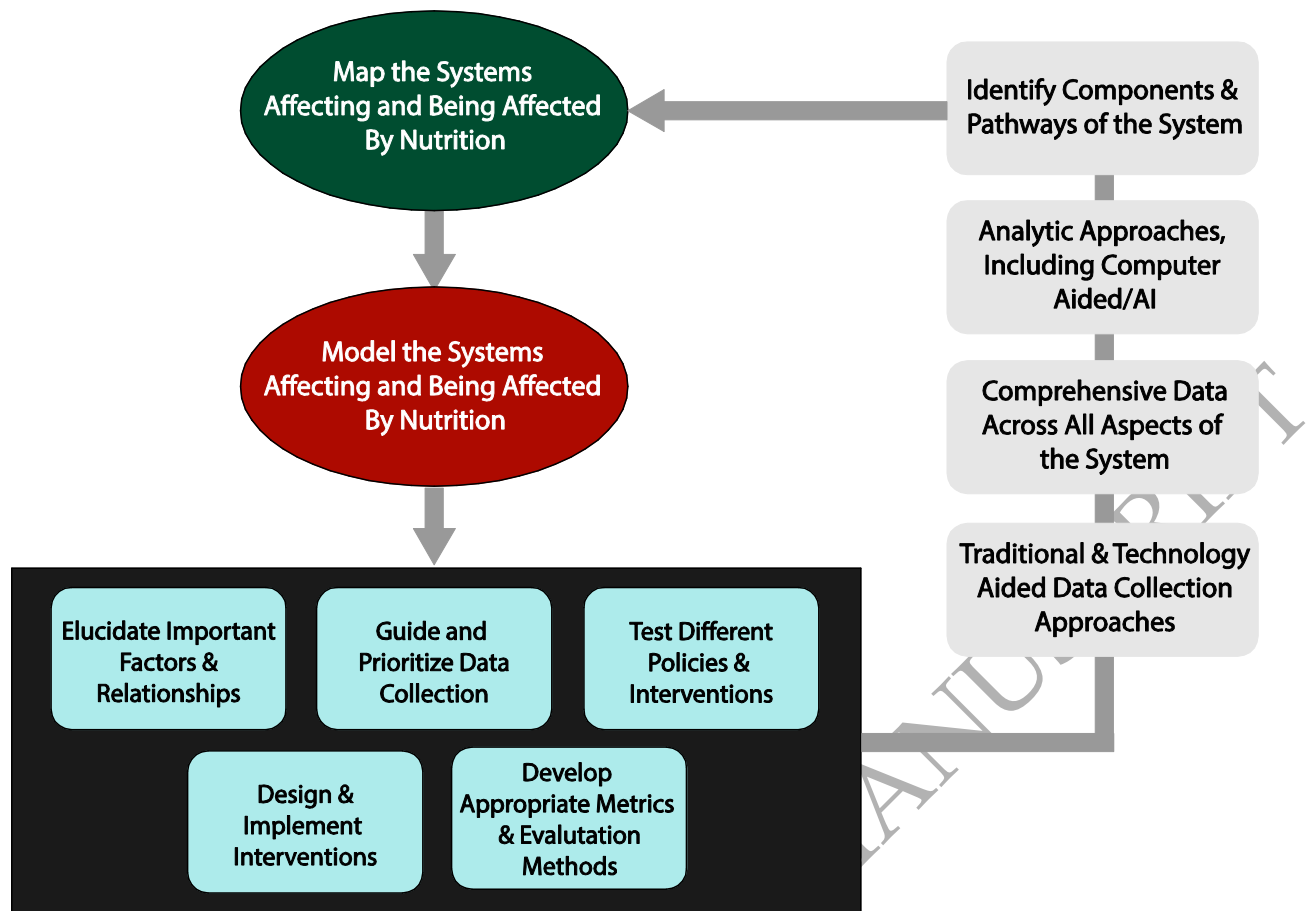 Map the Systems
Affecting and Being Affected
By Nutrition
Identify Components &
Pathways of the System
Analytic Approaches,
Including Computer
Aided/AI
Model the Systems
Affecting and Being Affected
By Nutrition
Comprehensive Data
Across All Aspects of
the System
Traditional & Technology
Aided Data Collection
Approaches
Elucidate Important
Factors &
Relationships
Guide and
Prioritize Data
Collection
Test Different
Policies &
Interventions
Design &
Implement
Interventions
Develop
Appropriate Metrics
& Evalutation
Methods